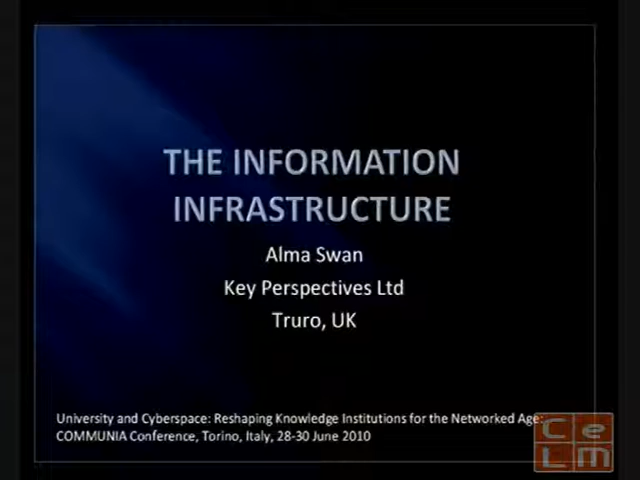 THE INFORMATION
INFRASTRUCTURE
Alma Swan
Key Perspectives Ltd
Truro, UK
University and Cyberspace: Reshaping Knowledge Institutions for the Networked Age:
COMMUNIA Conference, Torino, Italy, 28-30 June 2010
C e
L m